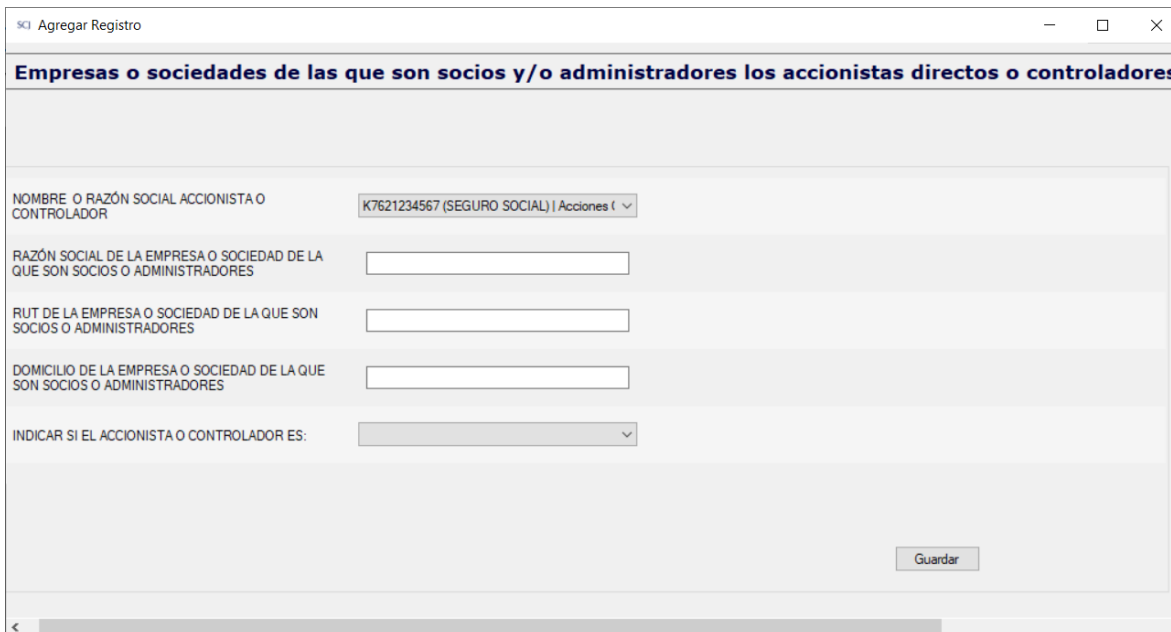 SCI Agregar Registro
Empresas o sociedades de las que son socios y/o administradores los accionistas directos o controladores
NOMBRE O RAZÓN SOCIAL ACCIONISTA O
CONTROLADOR
K7621234567 (SEGURO SOCIAL) | Acciones (
RAZÓN SOCIAL DE LA EMPRESA O SOCIEDAD DE LA
QUE SON SOCIOS O ADMINISTRADORES
RUT DE LA EMPRESA O SOCIEDAD DE LA QUE SON
SOCIOS O ADMINISTRADORES
DOMICILIO DE LA EMPRESA O SOCIEDAD DE LA QUE
SON SOCIOS O ADMINISTRADORES
INDICAR SI EL ACCIONISTA O CONTROLADOR ES:
Guardar